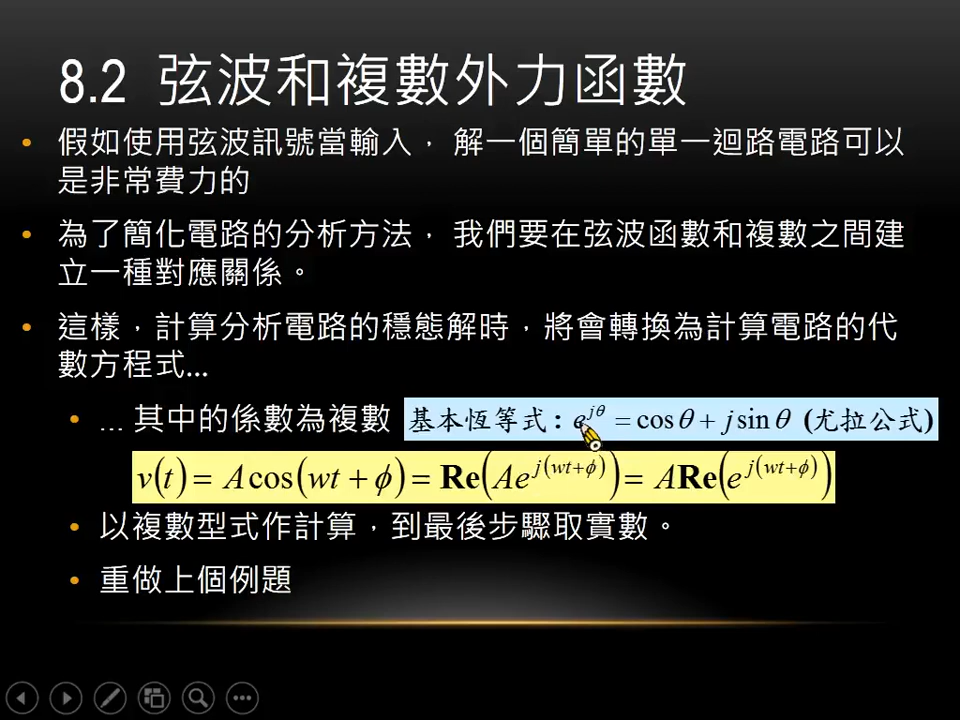 8.2 弦波和複數外力函數
• 假如使用弦波訊號當輸入， 解一個簡單的單一迴路電路可以
是非常費力的
• 為了簡化電路的分析方法， 我們要在弦波函數和複數之間建
立一種對應關係。
• 這樣，計算分析電路的穩態解時，將會轉換為計算電路的代
數方程式...
• ... 其中的係數為複數 基本恆等式: e^{jθ} = cosθ + j sinθ (尤拉公式)
v(t) = A cos(wt + ϕ) = Re(Ae^{j(wt+ϕ)}) = ARe(e^{j(wt+ϕ)})
• 以複數型式作計算，到最後步驟取實數。
• 重做上個例題